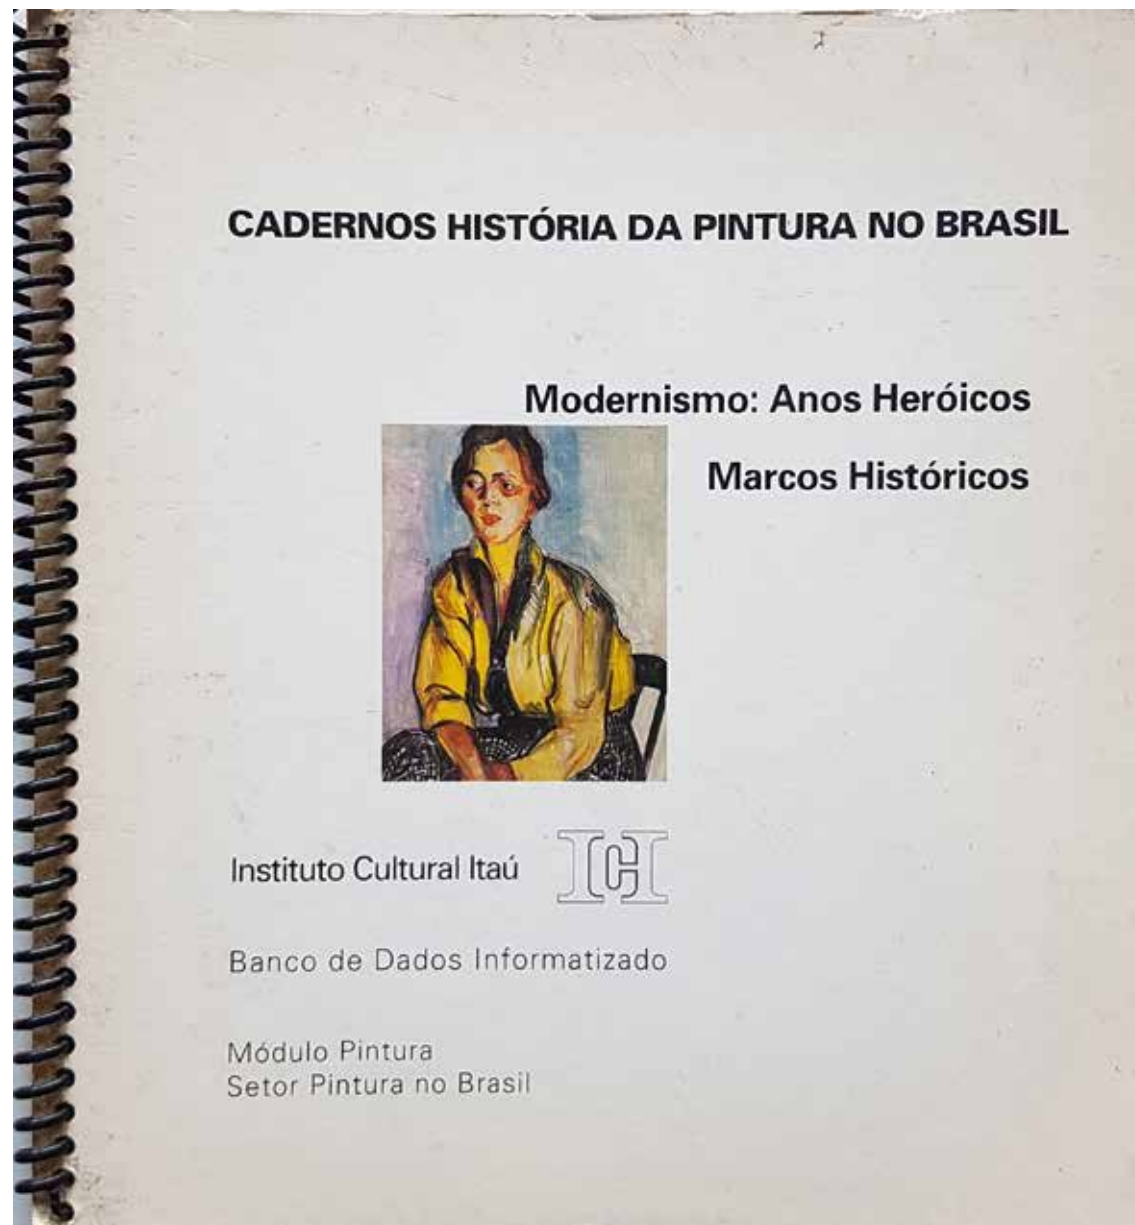 CADERNOS HISTÓRIA DA PINTURA NO BRASIL
Modernismo: Anos Heróicos
Marcos Históricos
Instituto Cultural Itaú
ICI
Banco de Dados Informatizado
Módulo Pintura
Setor Pintura no Brasil